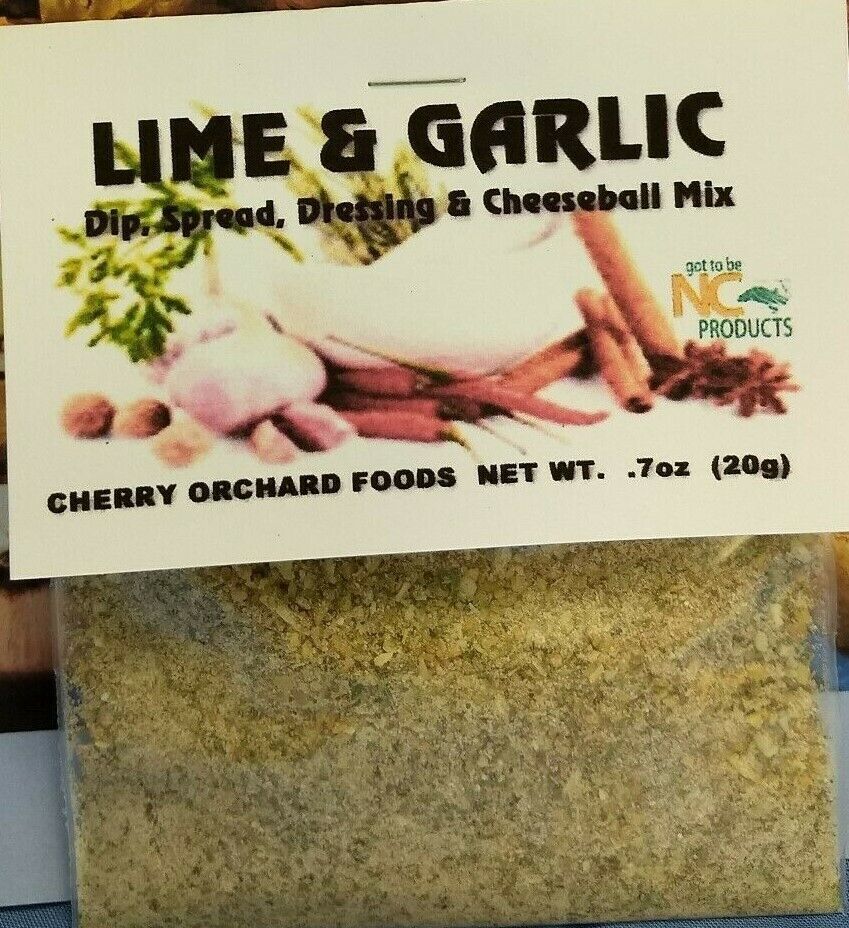 LIME & GARLIC
Dip, Spread, Dressing & Cheeseball Mix
got to be
NC
PRODUCTS
CHERRY ORCHARD FOODS NET WT. .7oz (20g)